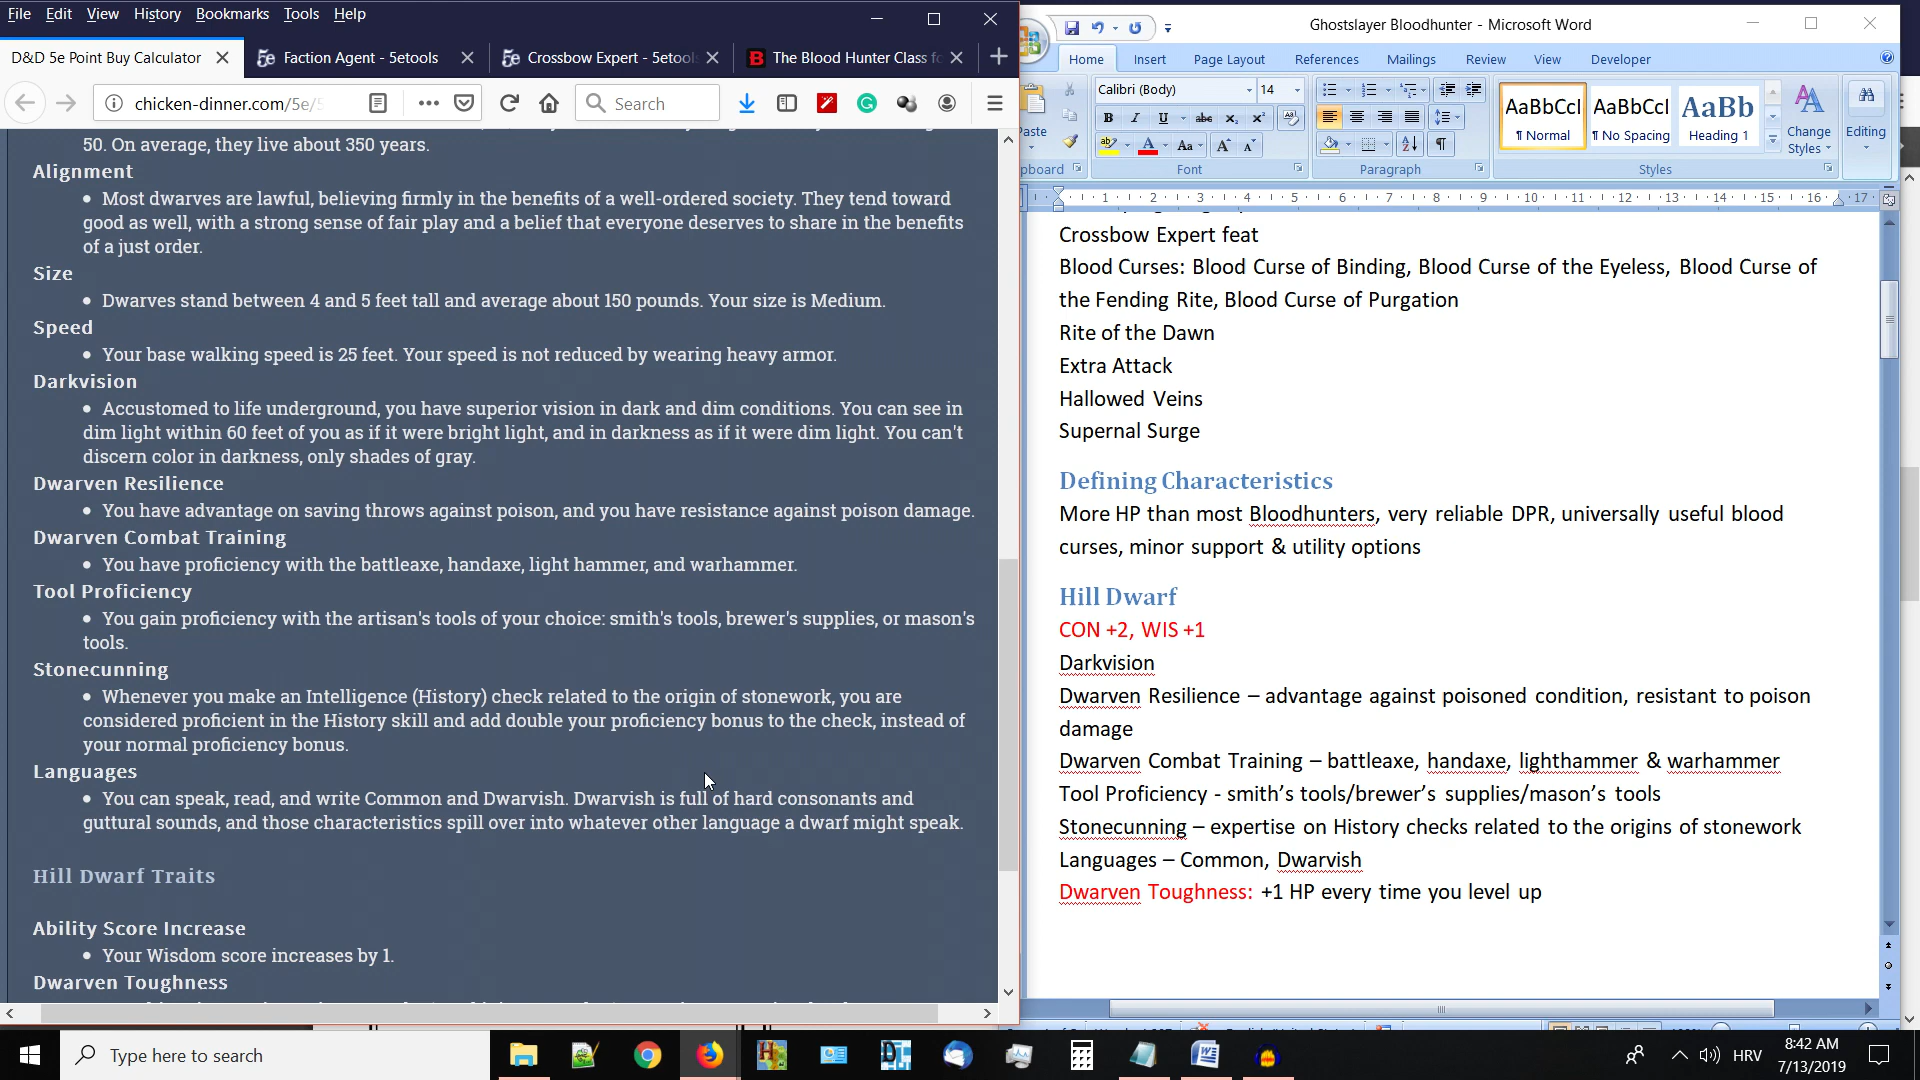 File Edit View History Bookmarks Tools Help
D&D 5e Point Buy Calculator
Faction Agent - 5etools
Crossbow Expert - 5etools
The Blood Hunter Class fo
chicken-dinner.com/5e/5
Search
50. On average, they live about 350 years.
Alignment
• Most dwarves are lawful, believing firmly in the benefits of a well-ordered society. They tend toward
good as well, with a strong sense of fair play and a belief that everyone deserves to share in the benefits
of a just order.
Size
• Dwarves stand between 4 and 5 feet tall and average about 150 pounds. Your size is Medium.
Speed
• Your base walking speed is 25 feet. Your speed is not reduced by wearing heavy armor.
Darkvision
• Accustomed to life underground, you have superior vision in dark and dim conditions. You can see in
dim light within 60 feet of you as if it were bright light, and in darkness as if it were dim light. You can't
discern color in darkness, only shades of gray.
Dwarven Resilience
• You have advantage on saving throws against poison, and you have resistance against poison damage.
Dwarven Combat Training
• You have proficiency with the battleaxe, handaxe, light hammer, and warhammer.
Tool Proficiency
• You gain proficiency with the artisan's tools of your choice: smith's tools, brewer's supplies, or mason's
tools.
Stonecunning
• Whenever you make an Intelligence (History) check related to the origin of stonework, you are
considered proficient in the History skill and add double your proficiency bonus to the check, instead of
your normal proficiency bonus.
Languages
• You can speak, read, and write Common and Dwarvish. Dwarvish is full of hard consonants and
guttural sounds, and those characteristics spill over into whatever other language a dwarf might speak.
Hill Dwarf Traits
Ability Score Increase
• Your Wisdom score increases by 1.
Dwarven Toughness
Ghostslayer Bloodhunter - Microsoft Word
Home Insert Page Layout References Mailings Review View Developer
Paste
Calibri (Body) 14
AaBbCcI AaBbCcI AaBb
¶ Normal ¶ No Spacing Heading 1
Change
Styles
Editing
pboard Font Paragraph Styles
1 2 3 4 5 6 7 8 9 10 11 12 13 14 15 16 17
Crossbow Expert feat
Blood Curses: Blood Curse of Binding, Blood Curse of the Eyeless, Blood Curse of
the Fending Rite, Blood Curse of Purgation
Rite of the Dawn
Extra Attack
Hallowed Veins
Supernal Surge
Defining Characteristics
More HP than most Bloodhunters, very reliable DPR, universally useful blood
curses, minor support & utility options
Hill Dwarf
CON +2, WIS +1
Darkvision
Dwarven Resilience – advantage against poisoned condition, resistant to poison
damage
Dwarven Combat Training – battleaxe, handaxe, lighthammer & warhammer
Tool Proficiency - smith's tools/brewer's supplies/mason's tools
Stonecunning – expertise on History checks related to the origins of stonework
Languages – Common, Dwarvish
Dwarven Toughness: +1 HP every time you level up
Type here to search
HRV
8:42 AM
7/13/2019